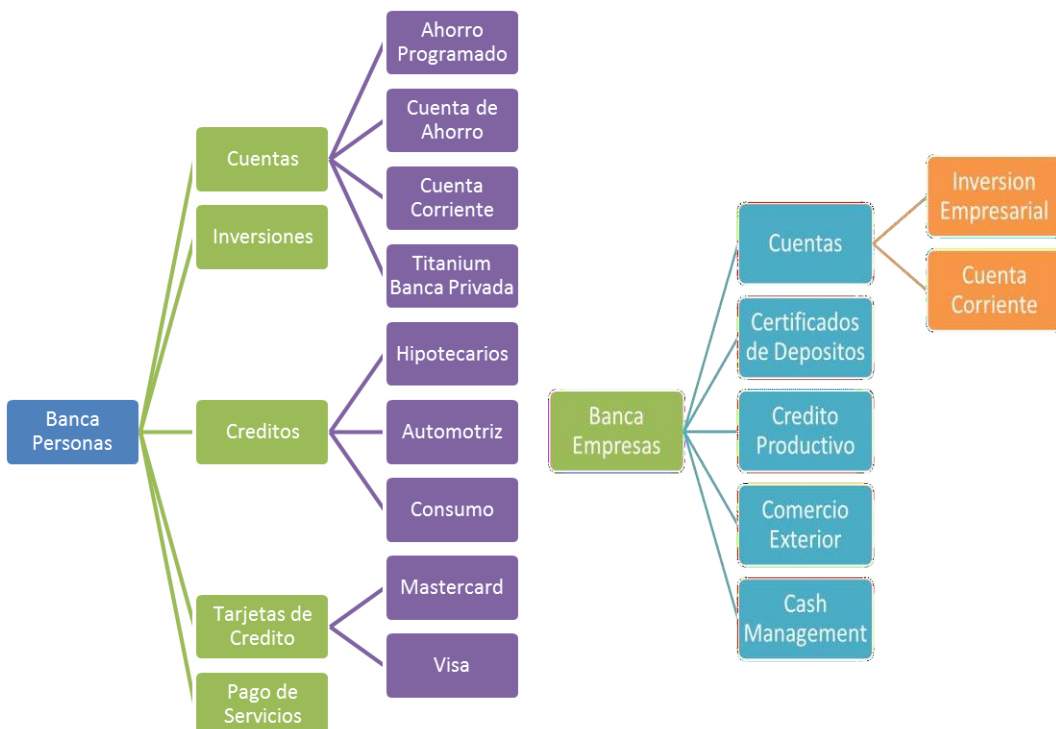 Banca
Personas
Cuentas
Ahorro
Programado
Cuenta de
Ahorro
Cuenta
Corriente
Titanium
Banca Privada
Inversiones
Creditos
Hipotecarios
Automotriz
Consumo
Tarjetas de
Credito
Mastercard
Visa
Pago de
Servicios
Banca
Empresas
Cuentas
Inversion
Empresarial
Cuenta
Corriente
Certificados
de Depositos
Credito
Productivo
Comercio
Exterior
Cash
Management